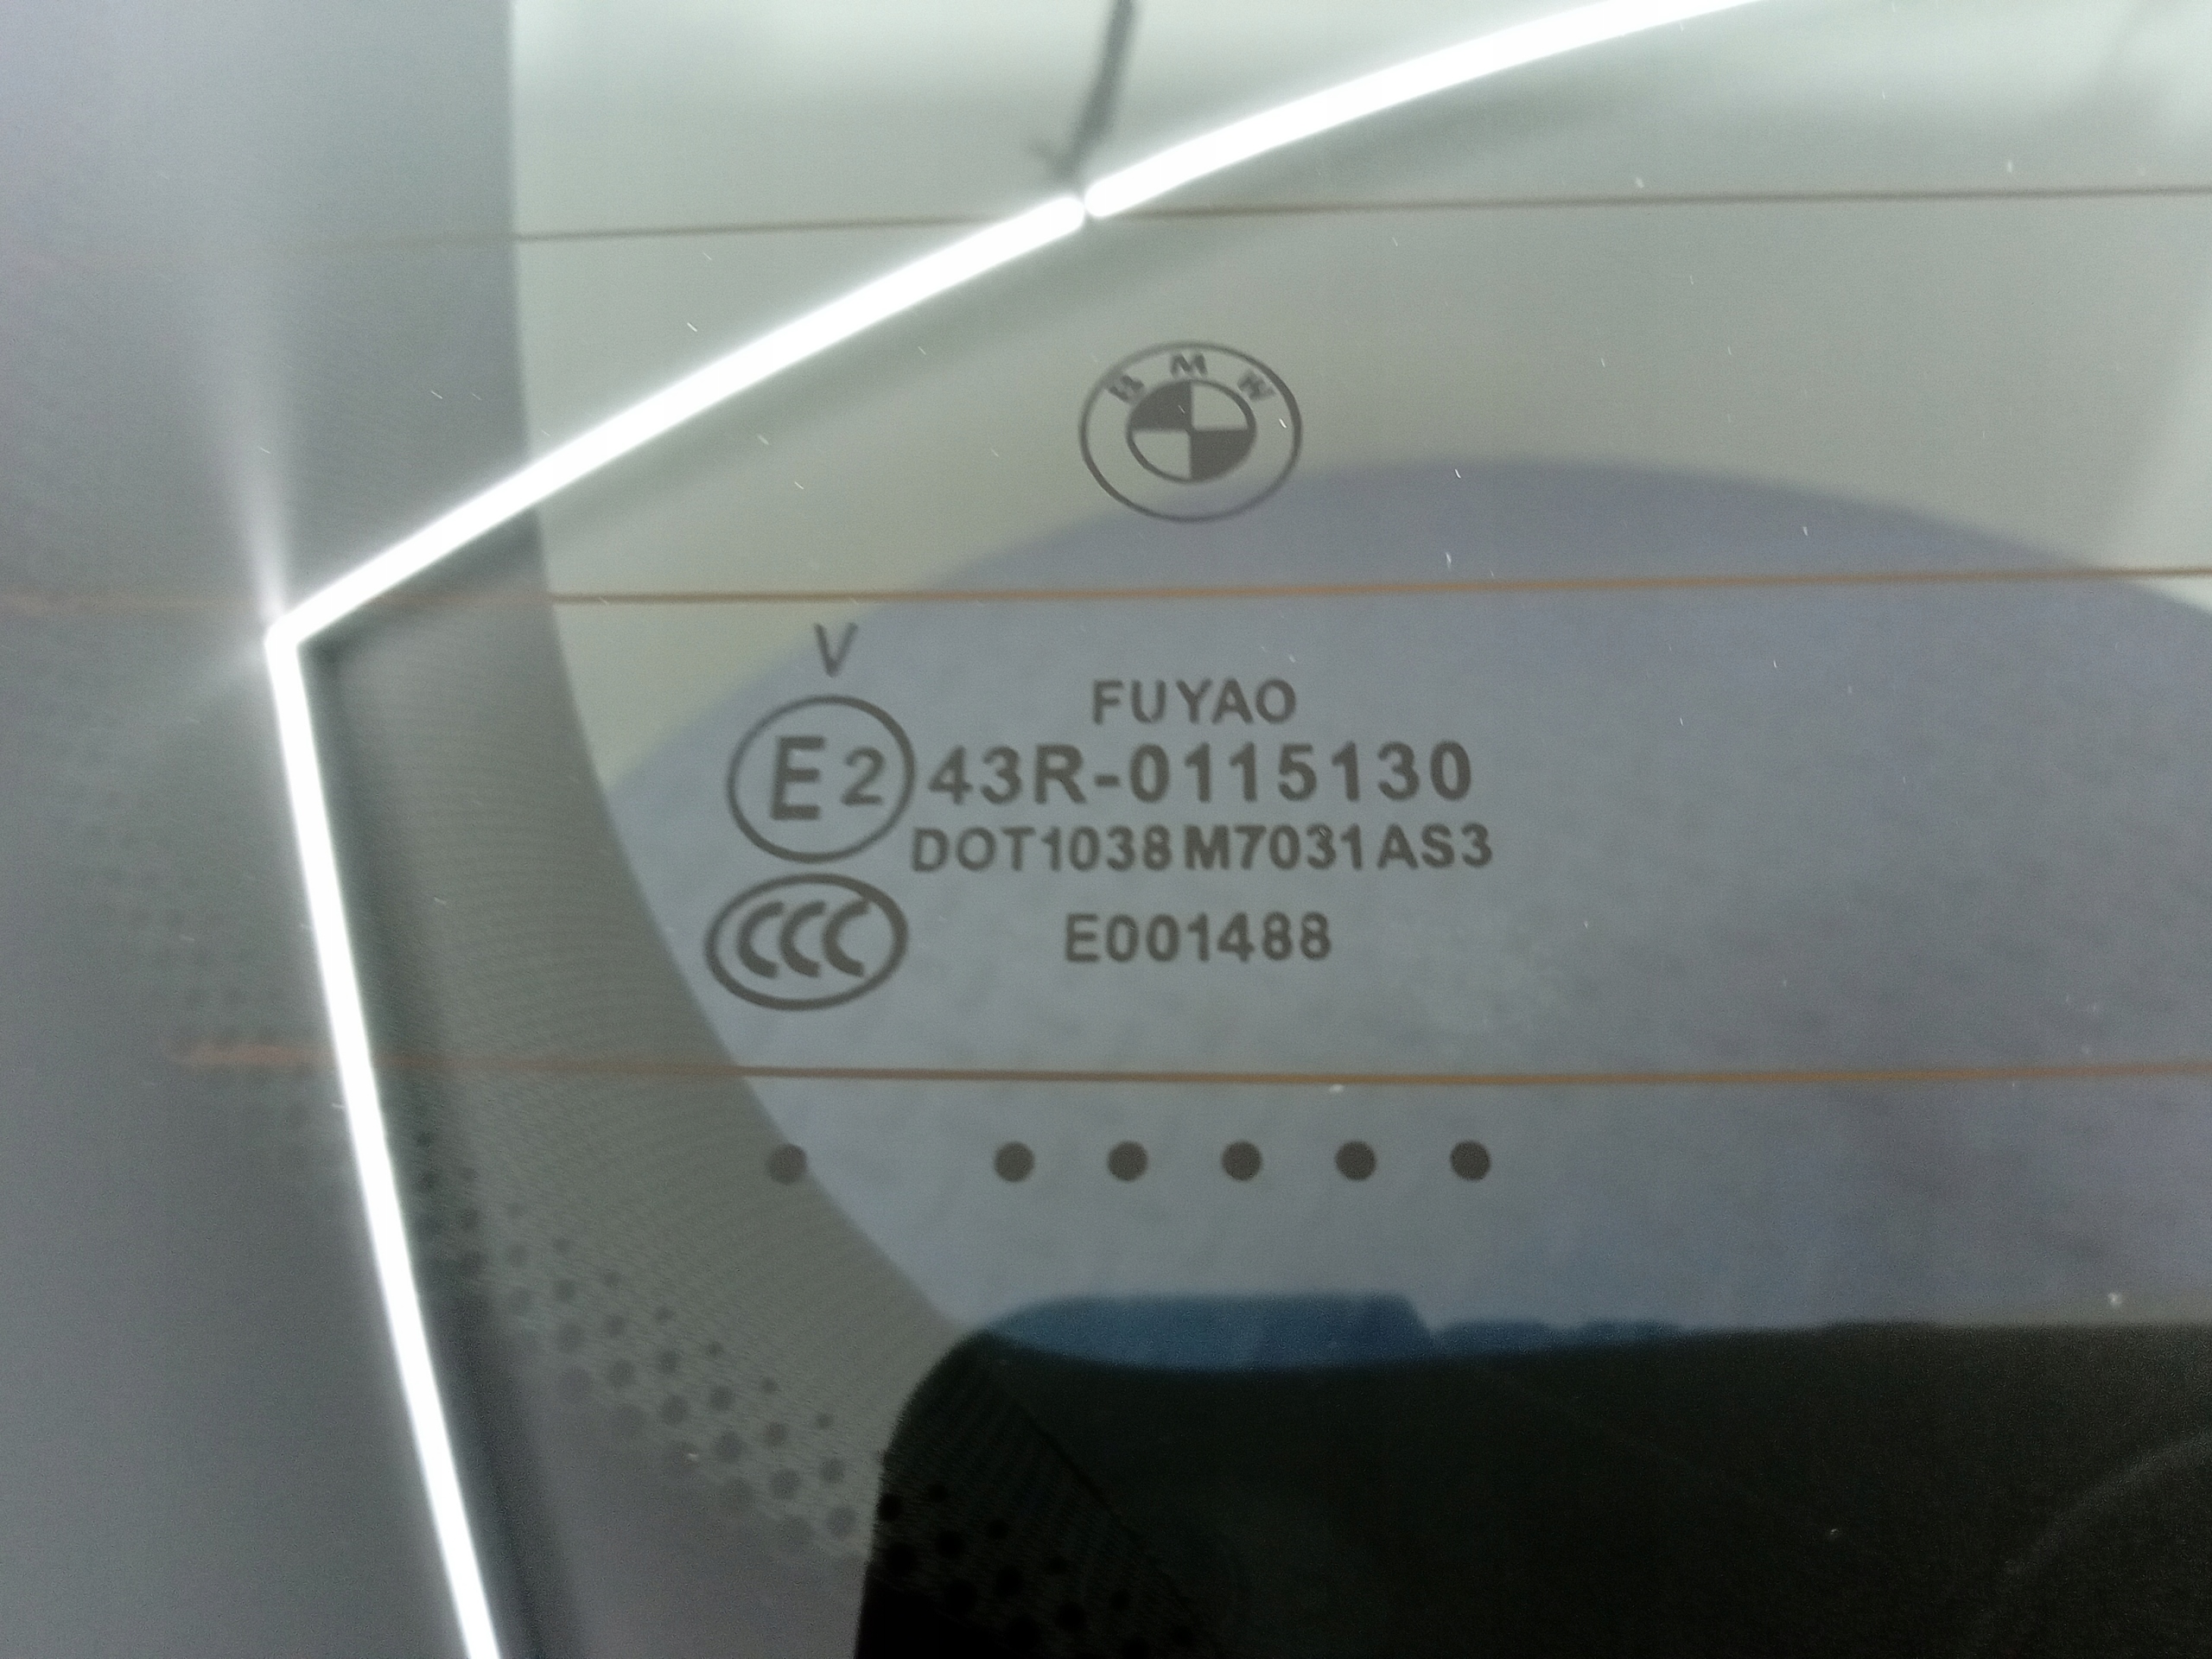 BMW
V
FUYAO
E2 43R-0115130
DOT1038 M7031 AS3
CCC E001488